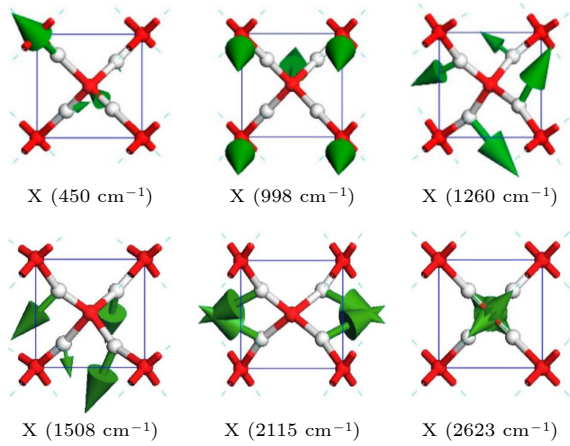 X (450 cm⁻¹) X (998 cm⁻¹) X (1260 cm⁻¹)
X (1508 cm⁻¹) X (2115 cm⁻¹) X (2623 cm⁻¹)